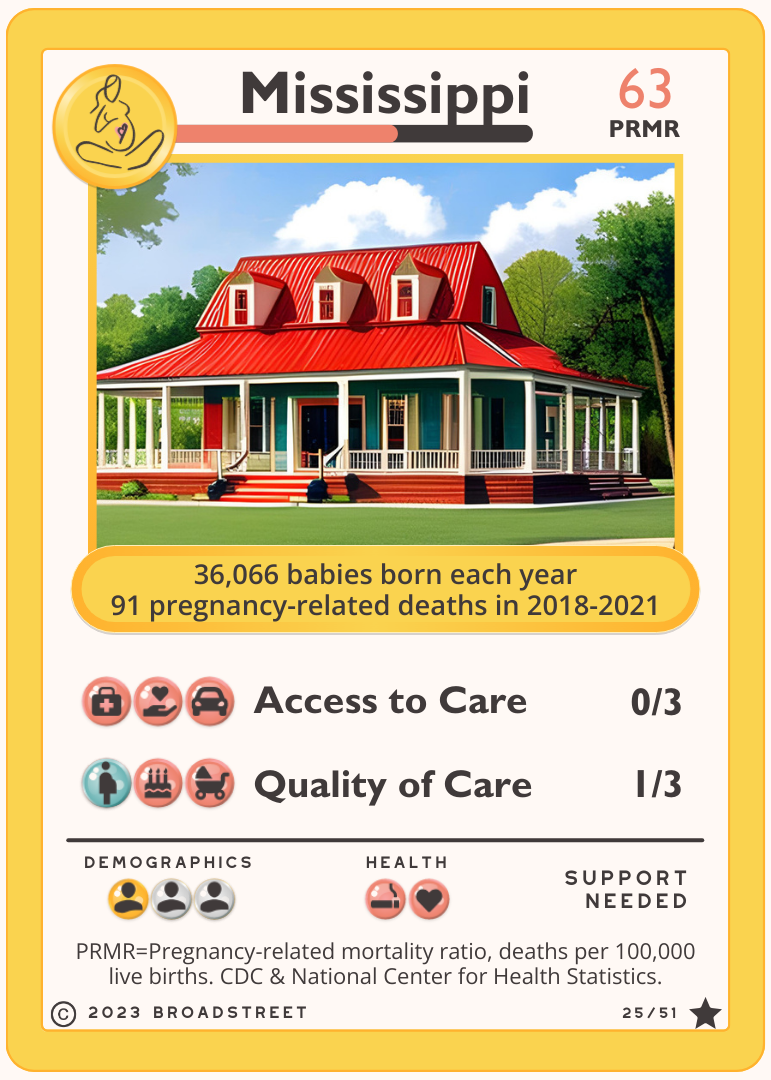 Mississippi
63
PRMR
36,066 babies born each year
91 pregnancy-related deaths in 2018-2021
Access to Care 0/3
Quality of Care 1/3
DEMOGRAPHICS
HEALTH
SUPPORT
NEEDED
PRMR=Pregnancy-related mortality ratio, deaths per 100,000
live births. CDC & National Center for Health Statistics.
© 2023 BROADSTREET 25/51